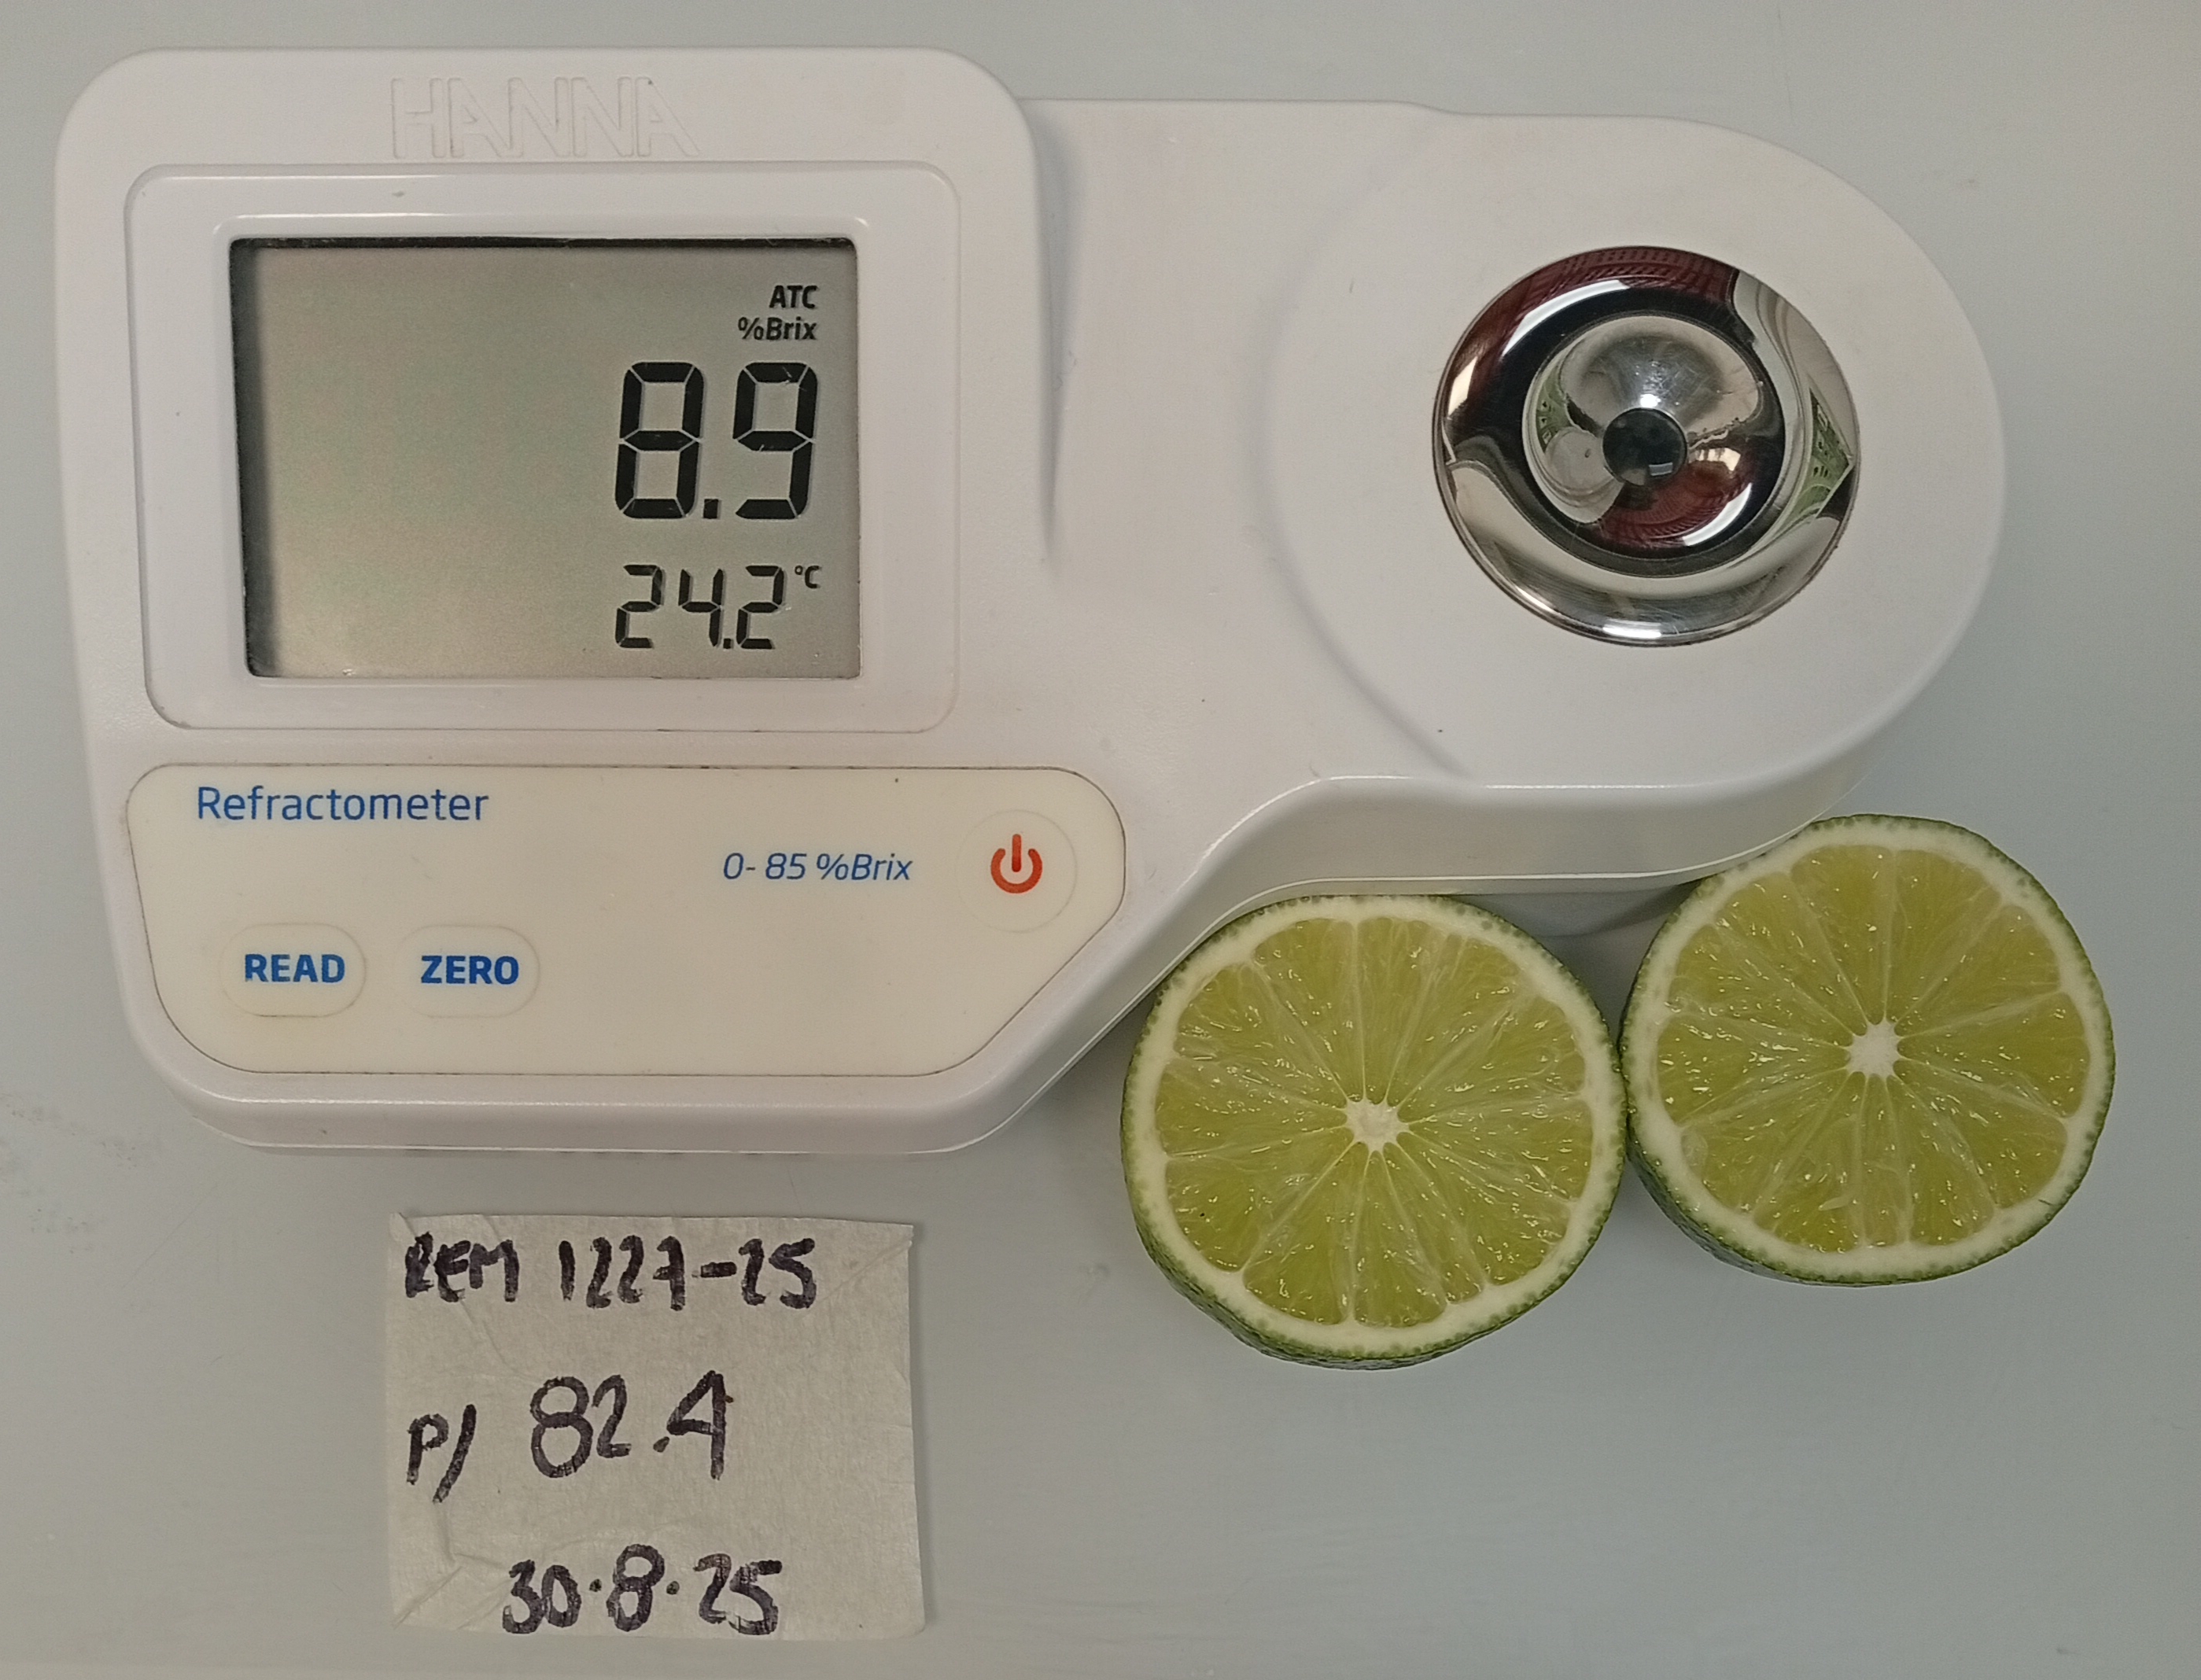 HANNA
ATC
%Brix
8.9
24.2 °C
Refractometer
0- 85 %Brix
READ ZERO
REM 1227-25
P/ 82.4
30.8.25